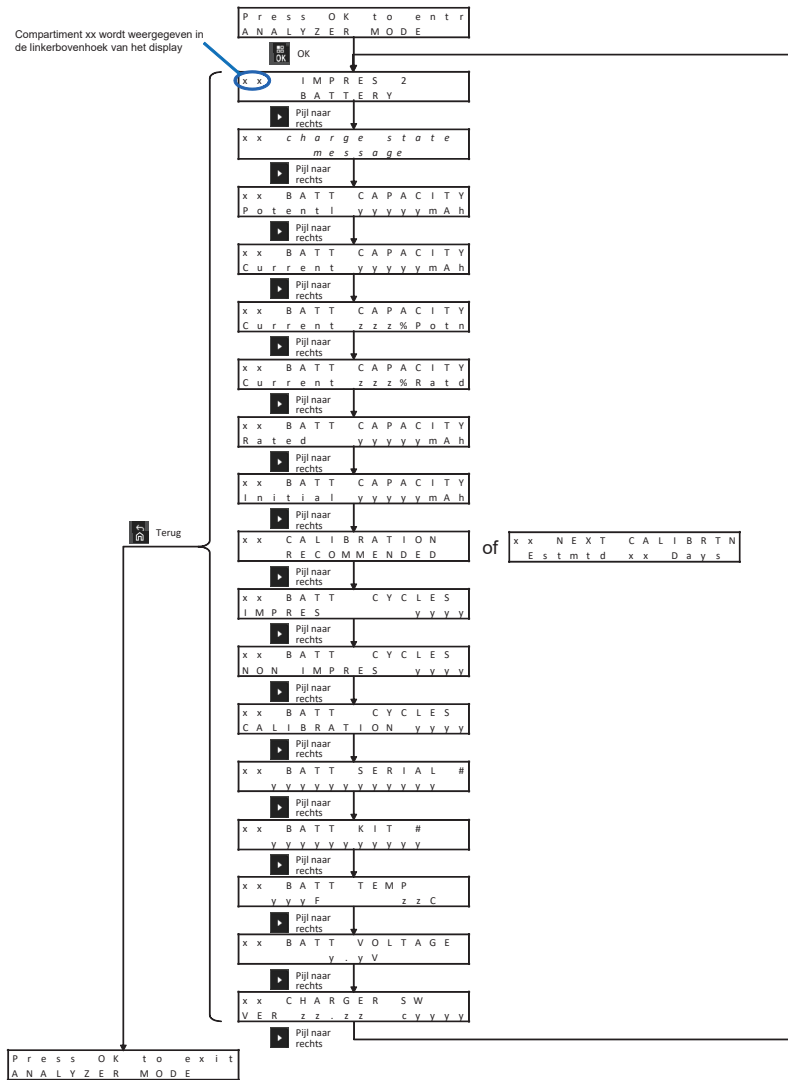 Press OK to entr
ANALYZER MODE
Compartiment xx wordt weergegeven in
de linkerbovenhoek van het display
OK OK
xx IMPRES 2
BATTERY
Pijl naar
rechts
xx charge state
message
Pijl naar
rechts
xx BATT CAPACITY
Potentl yyyyymAh
Pijl naar
rechts
xx BATT CAPACITY
Current yyyyymAh
Pijl naar
rechts
xx BATT CAPACITY
Current zzz%Potn
Pijl naar
rechts
xx BATT CAPACITY
Current zzz%Ratd
Pijl naar
rechts
xx BATT CAPACITY
Rated yyyyymAh
Pijl naar
rechts
xx BATT CAPACITY
Initial yyyyymAh
Pijl naar
rechts
Terug
xx CALIBRATION
RECOMMENDED
of
xx NEXT CALIBRTN
Estmtd xx Days
Pijl naar
rechts
xx BATT CYCLES
IMPRES yyyy
Pijl naar
rechts
xx BATT CYCLES
NON IMPRES yyyy
Pijl naar
rechts
xx BATT CYCLES
CALIBRATION yyyy
Pijl naar
rechts
xx BATT SERIAL #
yyyyyyyyyyyy
Pijl naar
rechts
xx BATT KIT #
yyyyyyyyyyy
Pijl naar
rechts
xx BATT TEMP
yyyF zzC
Pijl naar
rechts
xx BATT VOLTAGE
y.yV
Pijl naar
rechts
xx CHARGER SW
VER zz.zz cyyyy
Pijl naar
rechts
Press OK to exit
ANALYZER MODE